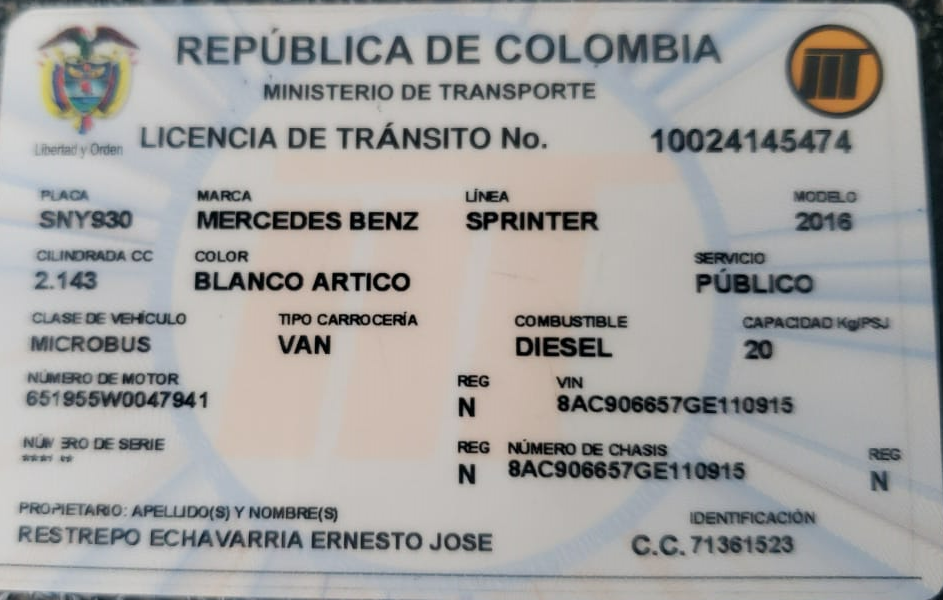 REPÚBLICA DE COLOMBIA
MINISTERIO DE TRANSPORTE
Libertad y Orden
LICENCIA DE TRÁNSITO No. 10024145474
PLACA MARCA LÍNEA MODELO
SNY930 MERCEDES BENZ SPRINTER 2016
CILINDRADA CC COLOR SERVICIO
2.143 BLANCO ARTICO PÚBLICO
CLASE DE VEHÍCULO TIPO CARROCERÍA COMBUSTIBLE CAPACIDAD Kg/PSJ
MICROBUS VAN DIESEL 20
NÚMERO DE MOTOR REG VIN
651955W0047941 N 8AC906657GE110915
NÚMERO DE SERIE REG NÚMERO DE CHASIS REG
N 8AC906657GE110915 N
PROPIETARIO: APELLIDO(S) Y NOMBRE(S) IDENTIFICACIÓN
RESTREPO ECHAVARRIA ERNESTO JOSE C.C. 71361523